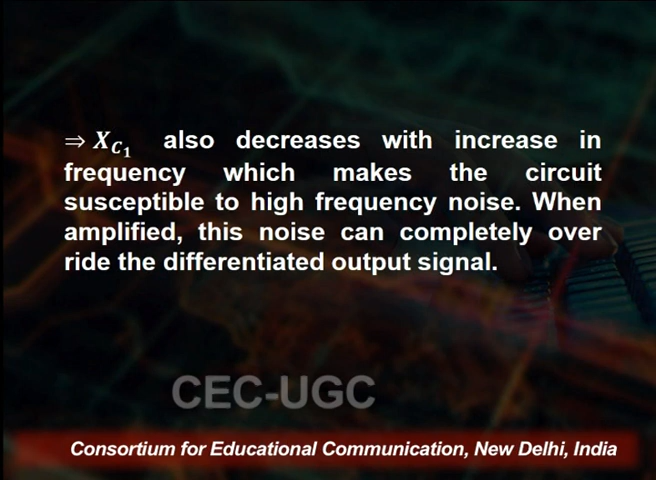 ⇒ X_{C_1} also decreases with increase in
frequency which makes the circuit
susceptible to high frequency noise. When
amplified, this noise can completely over
ride the differentiated output signal.
CEC-UGC
Consortium for Educational Communication, New Delhi, India